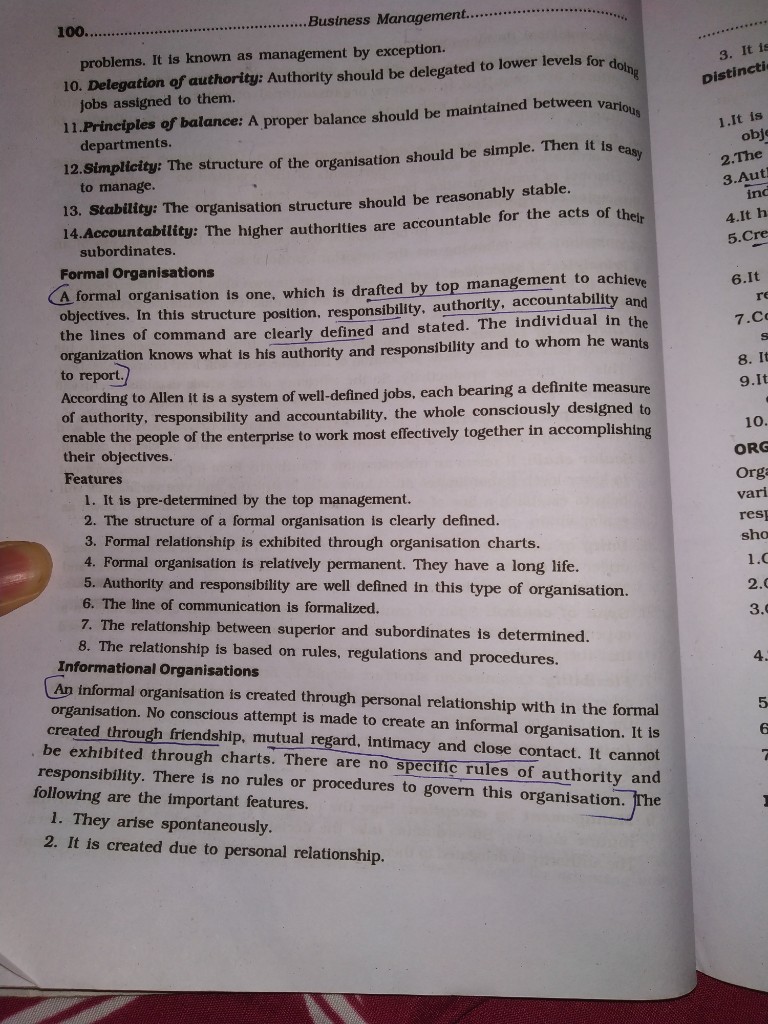 100.................................................Business Management....................................
problems. It is known as management by exception.
10. Delegation of authority: Authority should be delegated to lower levels for doing
jobs assigned to them.
11.Principles of balance: A proper balance should be maintained between various
departments.
12.Simplicity: The structure of the organisation should be simple. Then it is easy
to manage.
13. Stability: The organisation structure should be reasonably stable.
14.Accountability: The higher authorities are accountable for the acts of their
subordinates.
Formal Organisations
A formal organisation is one, which is drafted by top management to achieve
objectives. In this structure position, responsibility, authority, accountability and
the lines of command are clearly defined and stated. The individual in the
organization knows what is his authority and responsibility and to whom he wants
to report.
According to Allen it is a system of well-defined jobs, each bearing a definite measure
of authority, responsibility and accountability, the whole consciously designed to
enable the people of the enterprise to work most effectively together in accomplishing
their objectives.
Features
1. It is pre-determined by the top management.
2. The structure of a formal organisation is clearly defined.
3. Formal relationship is exhibited through organisation charts.
4. Formal organisation is relatively permanent. They have a long life.
5. Authority and responsibility are well defined in this type of organisation.
6. The line of communication is formalized.
7. The relationship between superior and subordinates is determined.
8. The relationship is based on rules, regulations and procedures.
Informational Organisations
An informal organisation is created through personal relationship with in the formal
organisation. No conscious attempt is made to create an informal organisation. It is
created through friendship, mutual regard, intimacy and close contact. It cannot
be exhibited through charts. There are no specific rules of authority and
responsibility. There is no rules or procedures to govern this organisation. The
following are the important features.
1. They arise spontaneously.
2. It is created due to personal relationship.
3. It is
Distincti
1.It is
obje
2.The
3.Auth
ind
4.It h
5.Cre
6.It
re
7.Co
s
8. It
9.It
10.
ORG
Orga
vari
resp
sho
1.
2.
3.
4.
5
6
7